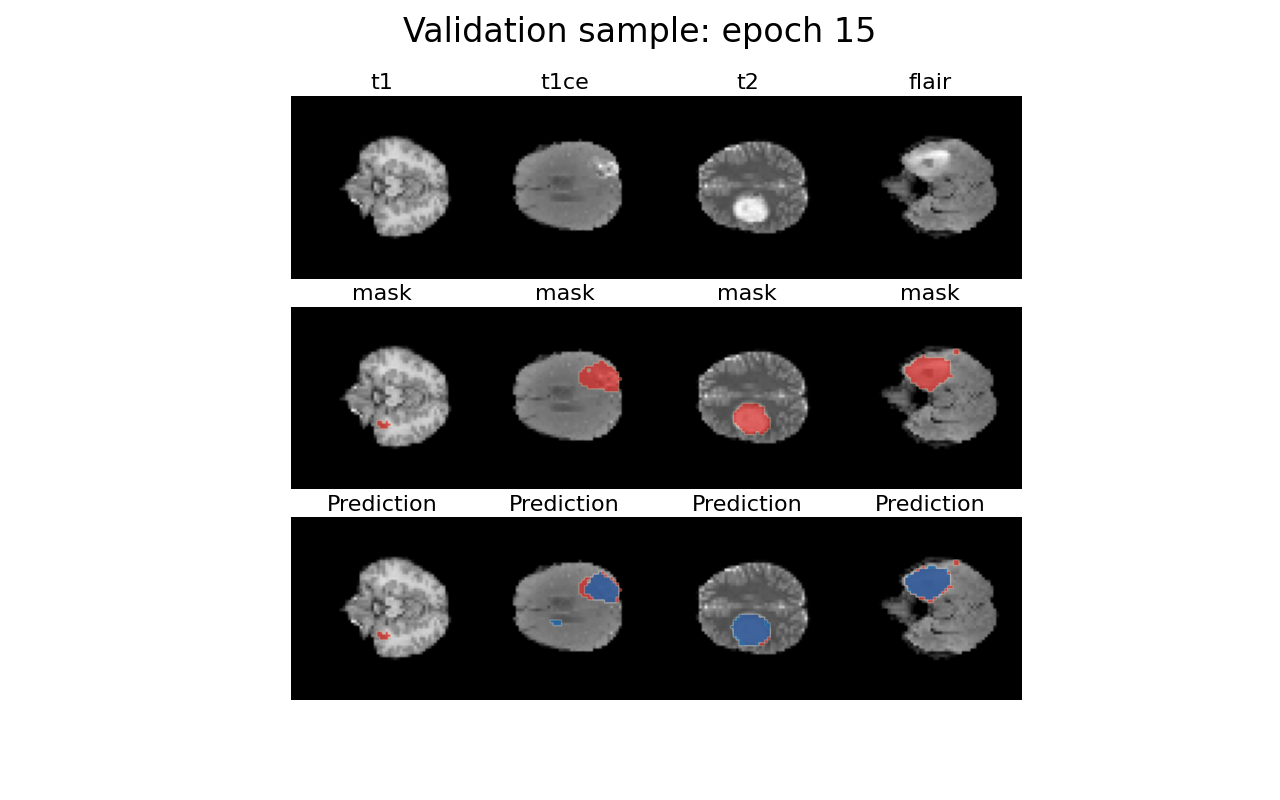 Validation sample: epoch 15
t1 t1ce t2 flair
mask mask mask mask
Prediction Prediction Prediction Prediction